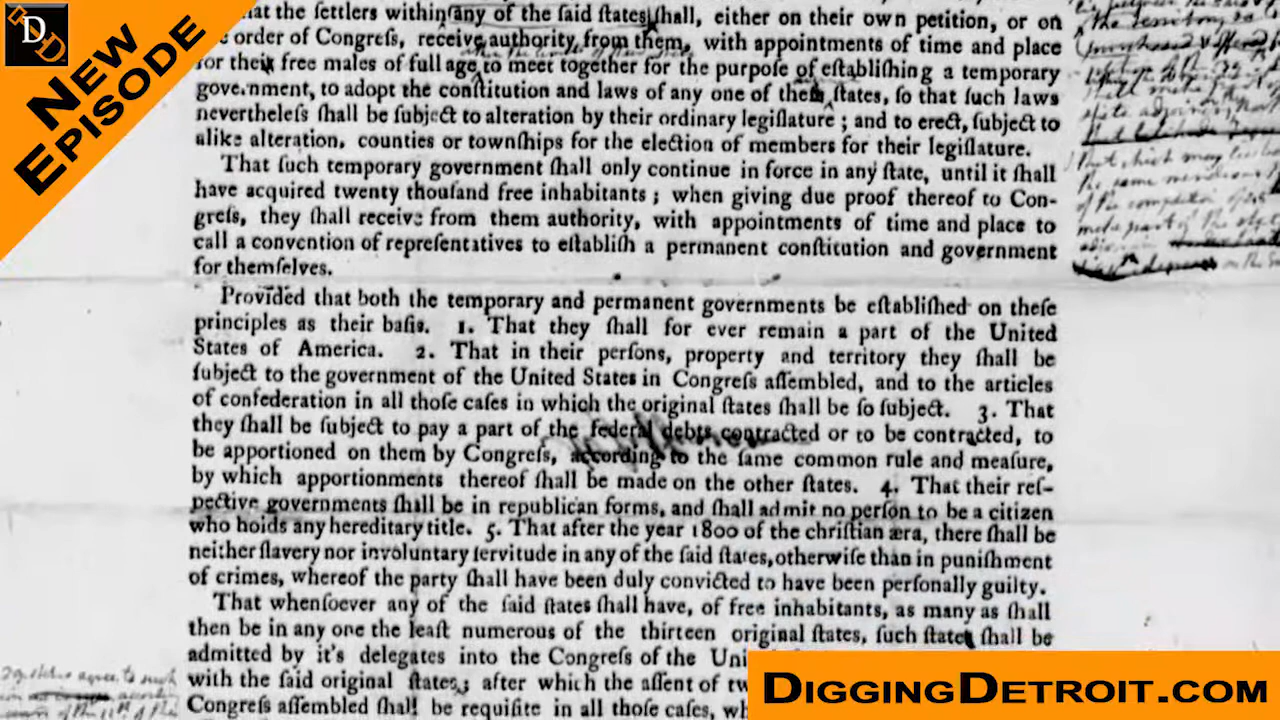 DD
NEW
EPISODE
that the settlers within any of the said states shall, either on their own petition, or on
order of Congreſs, receive authority from them, with appointments of time and place
for their free males of full age to meet together for the purpoſe of eſtabliſhing a temporary
government, to adopt the conſtitution and laws of any one of theſe ſtates, ſo that ſuch laws
nevertheleſs ſhall be ſubject to alteration by their ordinary legiſlature ; and to erect, ſubject to
alike alteration, counties or townſhips for the election of members for their legiſlature.
That ſuch temporary government ſhall only continue in force in any ſtate, until it ſhall
have acquired twenty thouſand free inhabitants ; when giving due proof thereof to Con-
greſs, they ſhall receive from them authority, with appointments of time and place to
call a convention of repreſentatives to eſtabliſh a permanent conſtitution and government
for themſelves.
Provided that both the temporary and permanent governments be eſtabliſhed on theſe
principles as their baſis. 1. That they ſhall for ever remain a part of the United
States of America. 2. That in their perſons, property and territory they ſhall be
ſubject to the government of the United States in Congreſs aſſembled, and to the articles
of confederation in all thoſe caſes in which the original ſtates ſhall be ſo ſubject. 3. That
they ſhall be ſubject to pay a part of the federal debts contracted or to be contracted, to
be apportioned on them by Congreſs, according to the ſame common rule and meaſure,
by which apportionments thereof ſhall be made on the other ſtates. 4. That their reſ-
pective governments ſhall be in republican forms, and ſhall admit no perſon to be a citizen
who holds any hereditary title. 5. That after the year 1800 of the chriſtian æra, there ſhall be
neither ſlavery nor involuntary ſervitude in any of the ſaid ſtates, otherwiſe than in puniſhment
of crimes, whereof the party ſhall have been duly convicted to have been perſonally guilty.
That whenſoever any of the ſaid ſtates ſhall have, of free inhabitants, as many as ſhall
then be in any one the leaſt numerous of the thirteen original ſtates, ſuch ſtate ſhall be
admitted by it's delegates into the Congreſs of the Uni
with the ſaid original ſtates; after which the aſſent of tw
Congreſs aſſembled ſhall be requiſite in all thoſe caſes, wh
DIGGINGDETROIT.COM